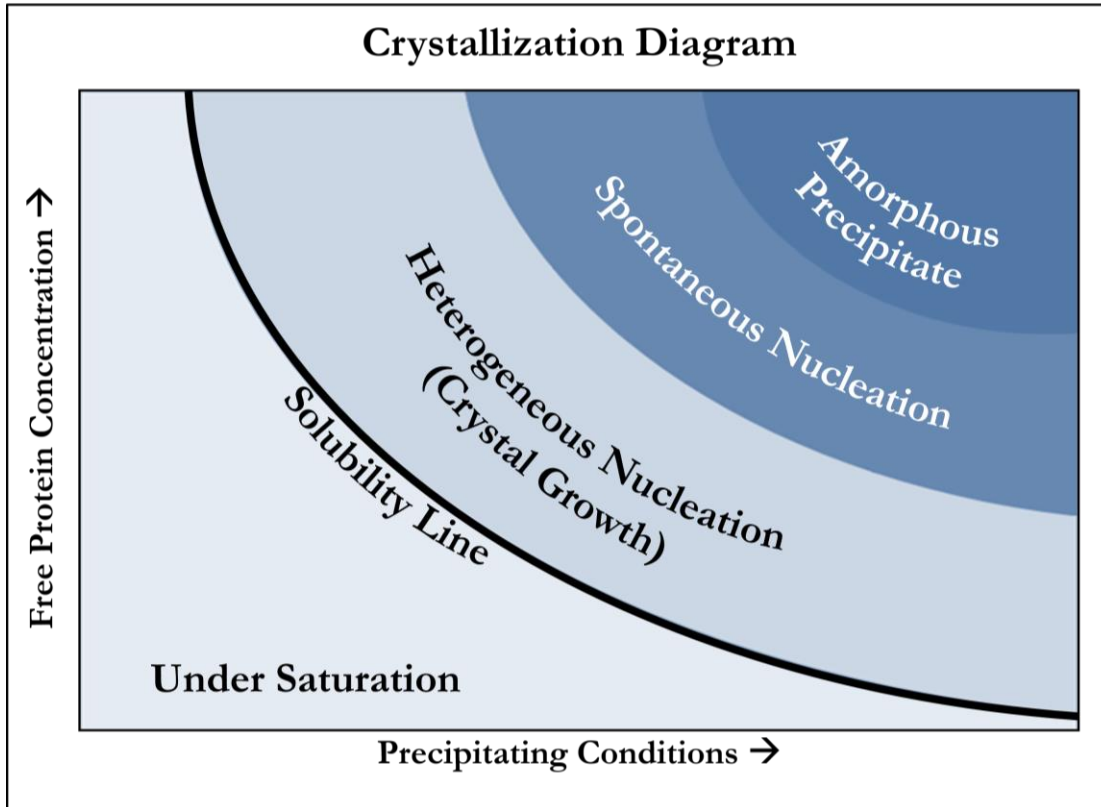 Crystallization Diagram
Free Protein Concentration →
Amorphous
Precipitate
Spontaneous Nucleation
Heterogeneous Nucleation
(Crystal Growth)
Solubility Line
Under Saturation
Precipitating Conditions →